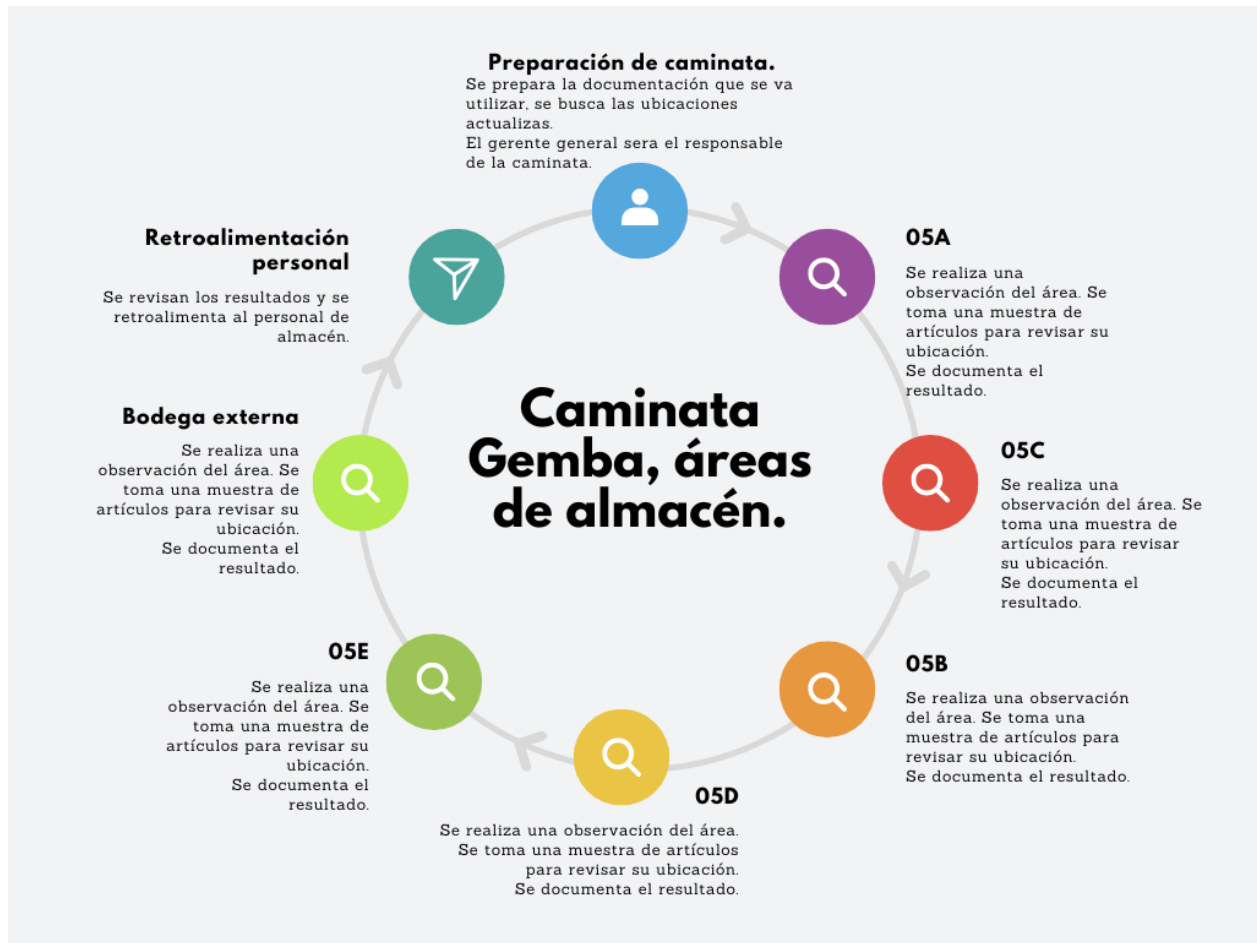 Preparación de caminata.
Se prepara la documentación que se va
utilizar, se busca las ubicaciones
actualizas.
El gerente general sera el responsable
de la caminata.
05A
Se realiza una
observación del área. Se
toma una muestra de
artículos para revisar su
ubicación.
Se documenta el
resultado.
05C
Se realiza una
observación del área. Se
toma una muestra de
artículos para revisar
su ubicación.
Se documenta el
resultado.
05B
Se realiza una observación
del área. Se toma una
muestra de artículos para
revisar su ubicación.
Se documenta el resultado.
05D
Se realiza una observación del área.
Se toma una muestra de artículos
para revisar su ubicación.
Se documenta el resultado.
05E
Se realiza una
observación del área. Se
toma una muestra de
artículos para revisar su
ubicación.
Se documenta el
resultado.
Bodega externa
Se realiza una
observación del área. Se
toma una muestra de
artículos para revisar su
ubicación.
Se documenta el
resultado.
Retroalimentación
personal
Se revisan los resultados y se
retroalimenta al personal de
almacén.
Caminata
Gemba, áreas
de almacén.